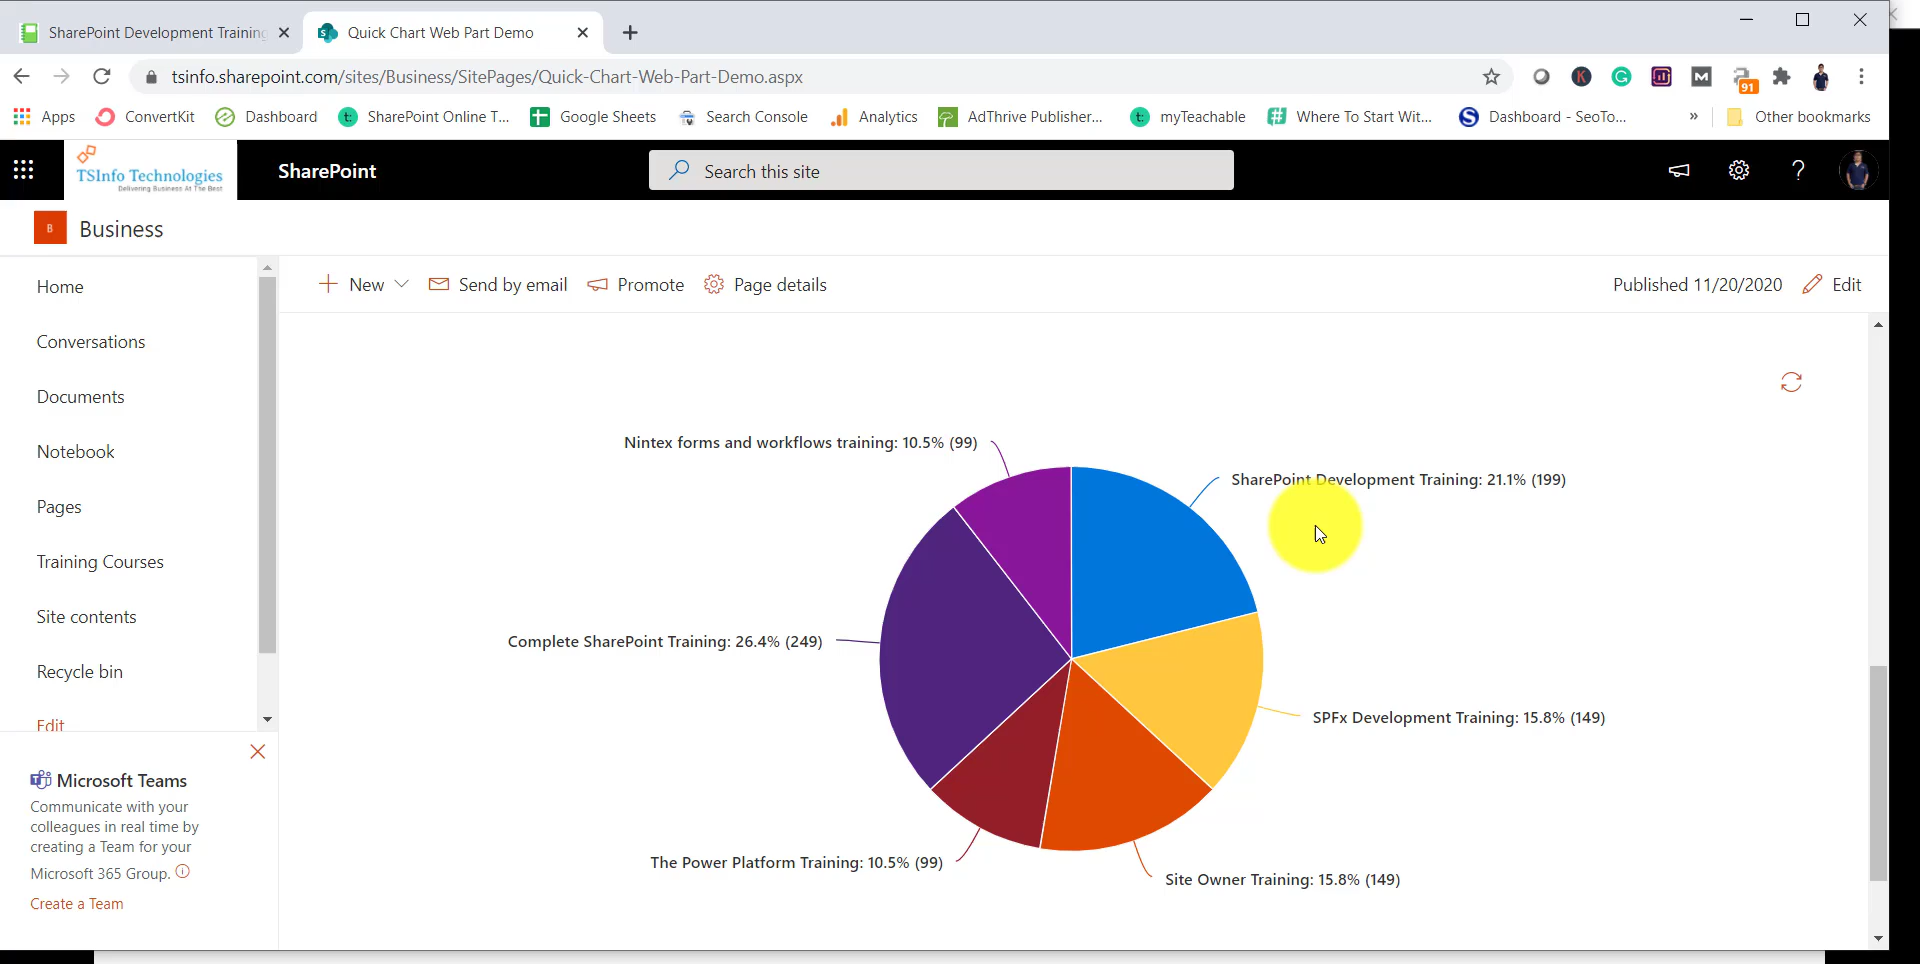 SharePoint Development Training
Quick Chart Web Part Demo
tsinfo.sharepoint.com/sites/Business/SitePages/Quick-Chart-Web-Part-Demo.aspx
K
G
M
91
Apps
ConvertKit
Dashboard
SharePoint Online T...
Google Sheets
Search Console
Analytics
AdThrive Publisher...
myTeachable
Where To Start Wit...
Dashboard - SeoTo...
»
Other bookmarks
TSInfo Technologies
Delivering Business At The Best
SharePoint
Search this site
?
B
Business
Home
Conversations
Documents
Notebook
Pages
Training Courses
Site contents
Recycle bin
Edit
New
Send by email
Promote
Page details
Published 11/20/2020
Edit
Nintex forms and workflows training: 10.5% (99)
SharePoint Development Training: 21.1% (199)
Complete SharePoint Training: 26.4% (249)
SPFx Development Training: 15.8% (149)
The Power Platform Training: 10.5% (99)
Site Owner Training: 15.8% (149)
Microsoft Teams
Communicate with your
colleagues in real time by
creating a Team for your
Microsoft 365 Group.
Create a Team